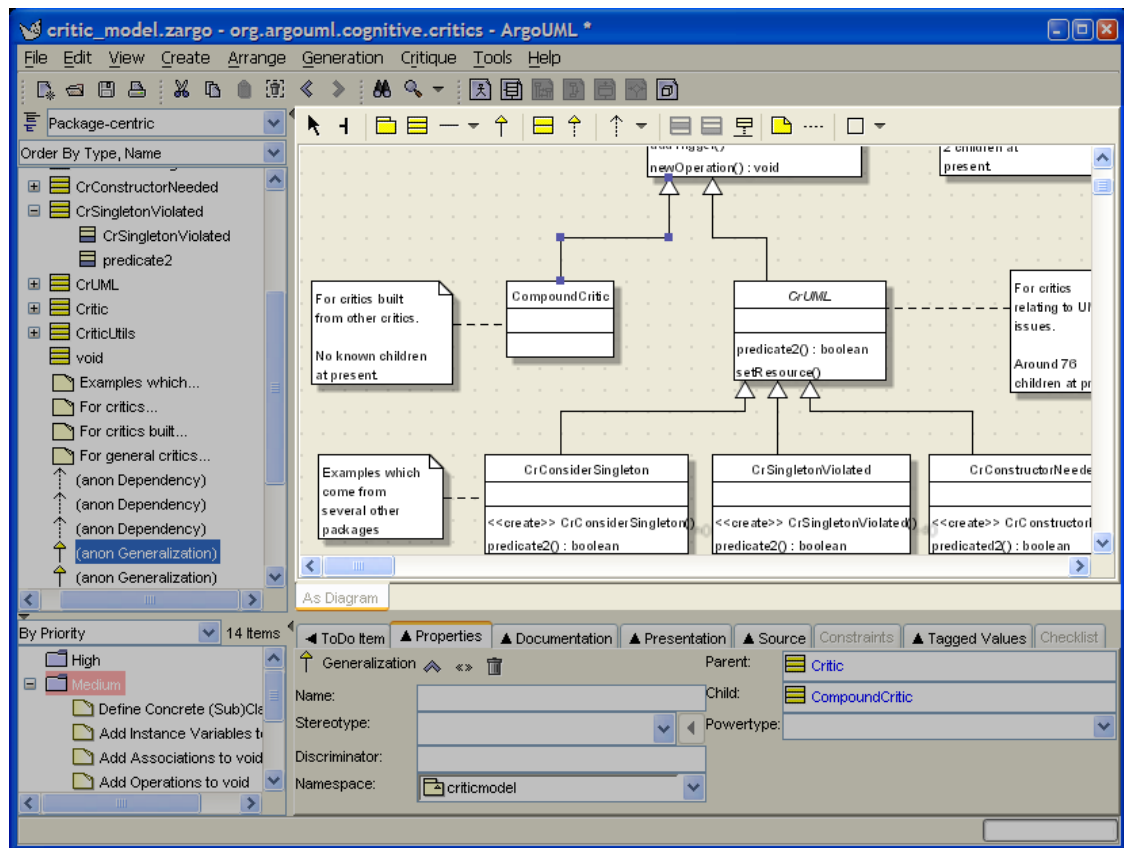 critic_model.zargo - org.argouml.cognitive.critics - ArgoUML *
File Edit View Create Arrange Generation Critique Tools Help
Package-centric
Order By Type, Name
CrConstructorNeeded
CrSingletonViolated
CrSingletonViolated
predicate2
CrUML
Critic
CriticUtils
void
Examples which...
For critics...
For critics built...
For general critics...
(anon Dependency)
(anon Dependency)
(anon Dependency)
(anon Generalization)
(anon Generalization)
newOperation() : void
2 children at
present.
For critics built
from other critics.
No known children
at present.
CompoundCritic
CrUML
predicate2() : boolean
setResource()
For critics
relating to
issues.
Around 76
children at
Examples which
come from
several other
packages
CrConsiderSingleton
<<create>> CrConsiderSingleton()
predicate2() : boolean
CrSingletonViolated
<<create>> CrSingletonViolated()
predicate2() : boolean
CrConstructorNeede
<<create>> CrConstructor
predicated2() : boolean
As Diagram
By Priority 14 Items
High
Medium
Define Concrete (Sub)Cla
Add Instance Variables to
Add Associations to void
Add Operations to void
ToDo Item Properties Documentation Presentation Source Constraints Tagged Values Checklist
Generalization
Name:
Stereotype:
Discriminator:
Namespace: criticmodel
Parent: Critic
Child: CompoundCritic
Powertype: